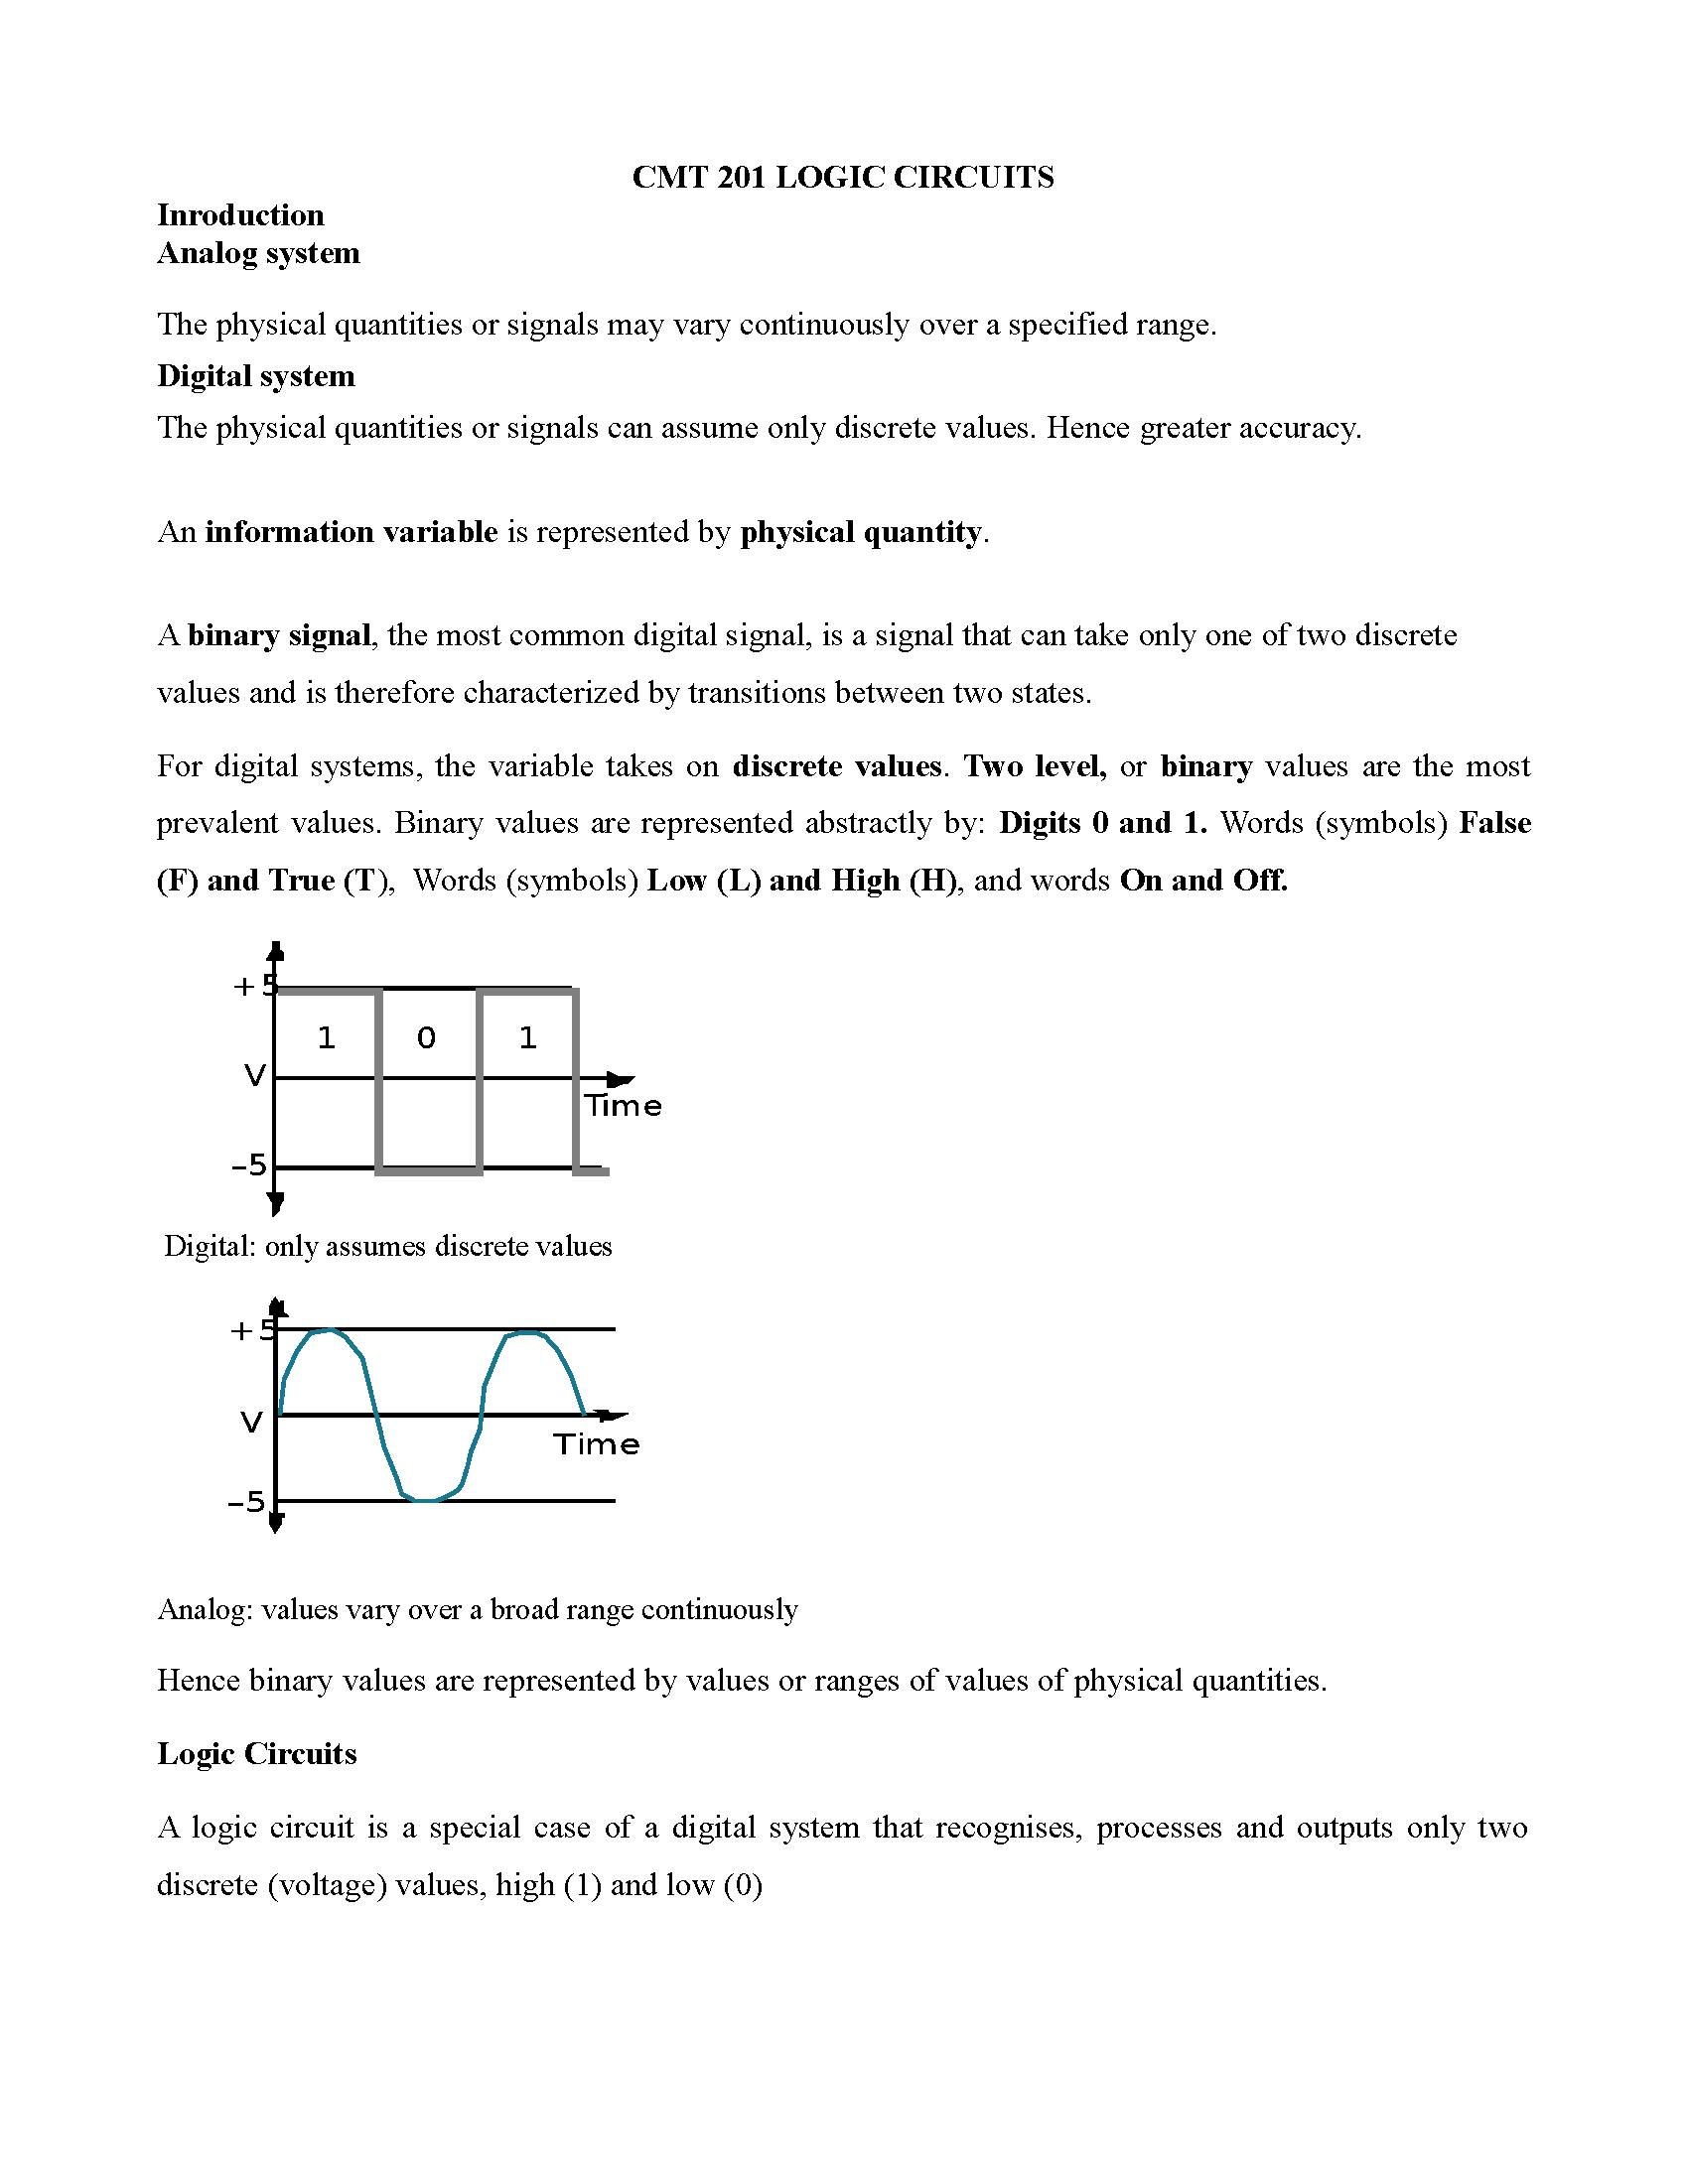 CMT 201 LOGIC CIRCUITS
Inroduction
Analog system
The physical quantities or signals may vary continuously over a specified range.
Digital system
The physical quantities or signals can assume only discrete values. Hence greater accuracy.
An information variable is represented by physical quantity.
A binary signal, the most common digital signal, is a signal that can take only one of two discrete
values and is therefore characterized by transitions between two states.
For digital systems, the variable takes on discrete values. Two level, or binary values are the most
prevalent values. Binary values are represented abstractly by: Digits 0 and 1. Words (symbols) False
(F) and True (T), Words (symbols) Low (L) and High (H), and words On and Off.
+5
1 0 1
V
Time
–5
Digital: only assumes discrete values
+5
V
Time
–5
Analog: values vary over a broad range continuously
Hence binary values are represented by values or ranges of values of physical quantities.
Logic Circuits
A logic circuit is a special case of a digital system that recognises, processes and outputs only two
discrete (voltage) values, high (1) and low (0)